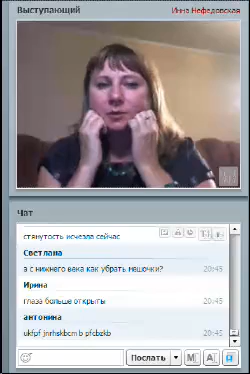 Выступающий
Инна Нефедовская
Чат
стянутость исчезла сейчас
Светлана
а с нижнего века как убрать мешочки?
20:45
Ирина
глаза больше открыты
20:45
антонина
ukfpf jnrhskbcm b pfcbzkb
20:45
Послать